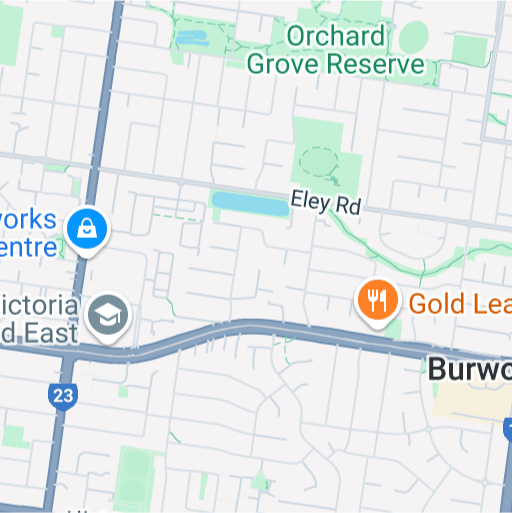 Orchard
Grove Reserve
Eley Rd
works
entre
Victoria
d East
Gold Lea
23
Burwo